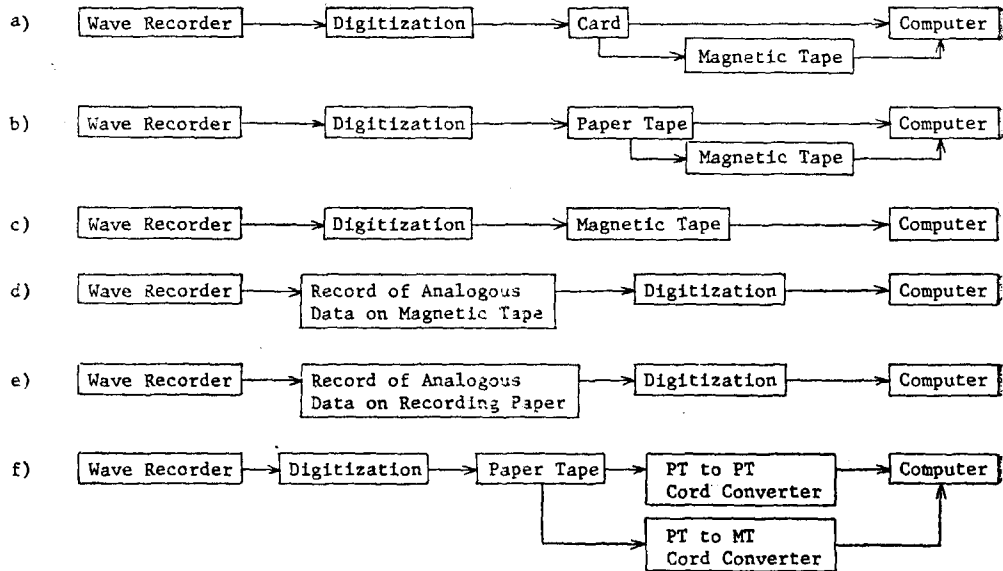 a) Wave Recorder Digitization Card Computer
Magnetic Tape
b) Wave Recorder Digitization Paper Tape Computer
Magnetic Tape
c) Wave Recorder Digitization Magnetic Tape Computer
d) Wave Recorder Record of Analogous Digitization Computer
Data on Magnetic Tape
e) Wave Recorder Record of Analogous Digitization Computer
Data on Recording Paper
f) Wave Recorder Digitization Paper Tape PT to PT Computer
Cord Converter
PT to MT
Cord Converter